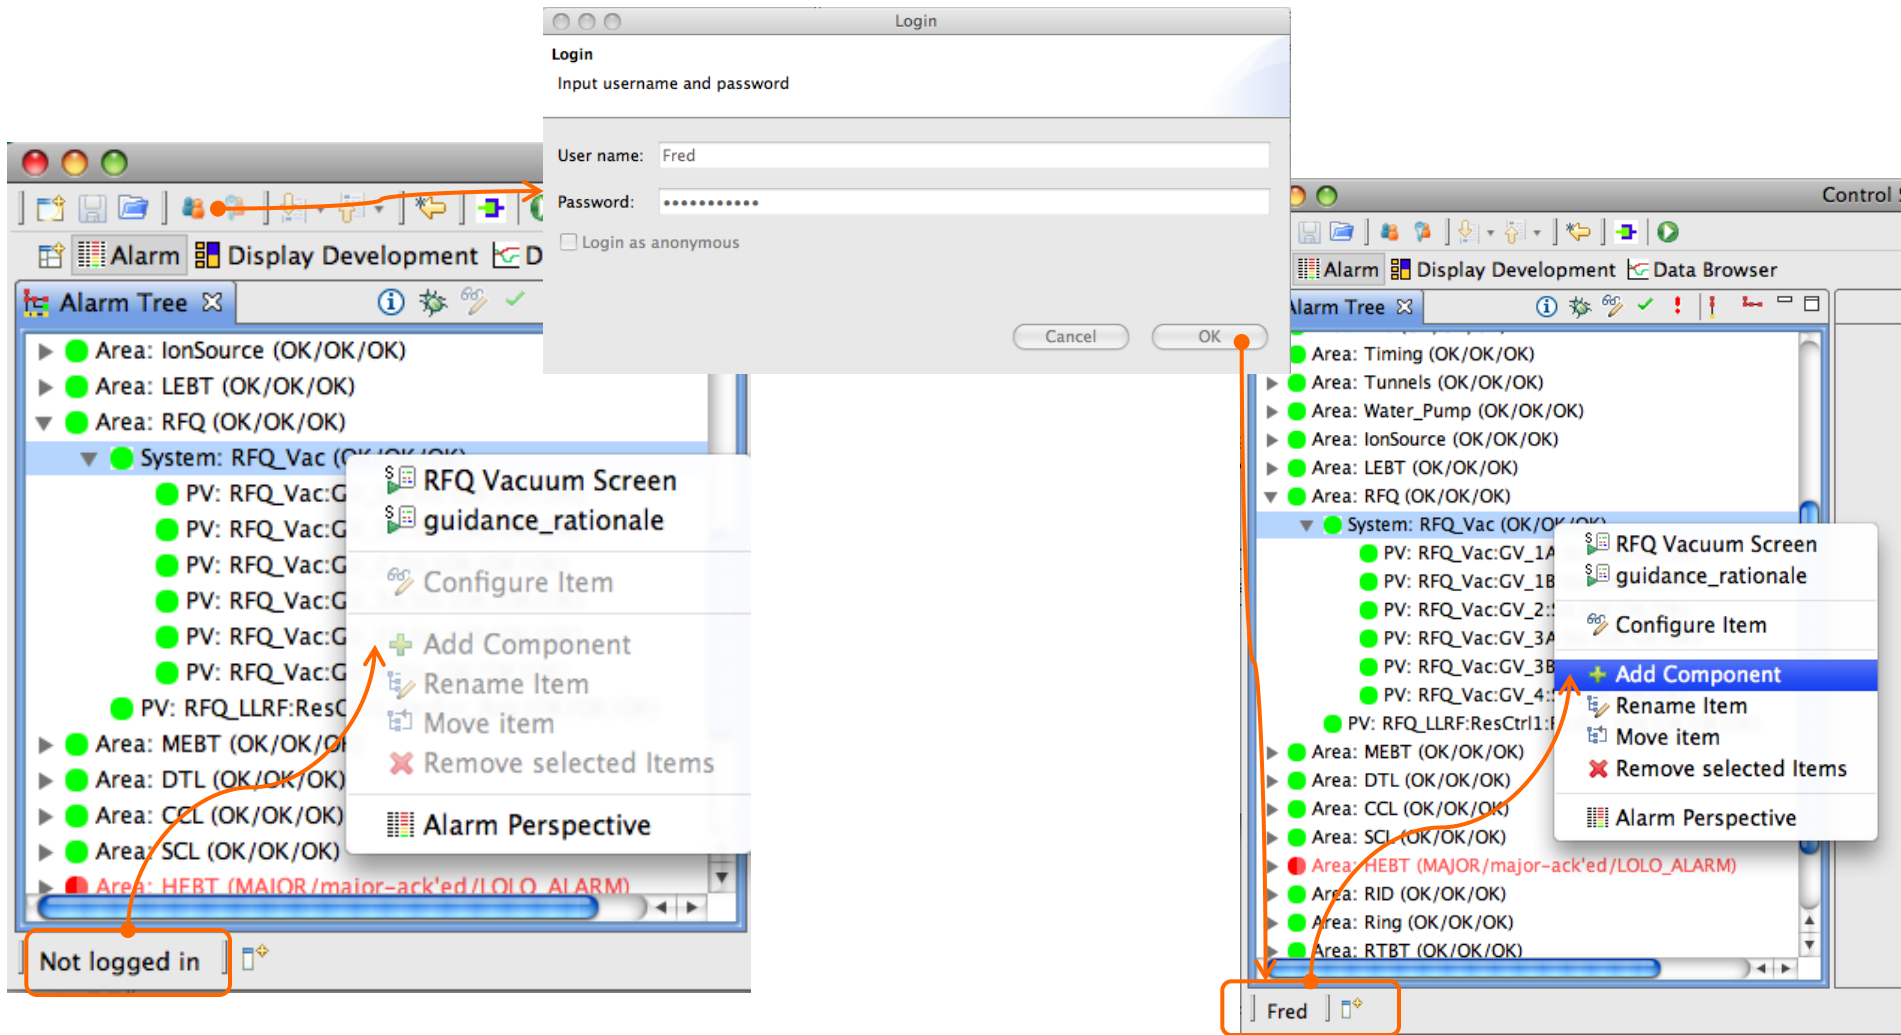 Login
Login
Input username and password
User name: Fred
Password: •••••••••••
Login as anonymous
Cancel OK
Alarm Display Development D
Alarm Tree
Area: IonSource (OK/OK/OK)
Area: LEBT (OK/OK/OK)
Area: RFQ (OK/OK/OK)
System: RFQ_Vac (OK/OK/OK)
PV: RFQ_Vac:G
PV: RFQ_Vac:G
PV: RFQ_Vac:G
PV: RFQ_Vac:G
PV: RFQ_Vac:G
PV: RFQ_Vac:G
PV: RFQ_LLRF:ResC
Area: MEBT (OK/OK/OK)
Area: DTL (OK/OK/OK)
Area: CCL (OK/OK/OK)
Area: SCL (OK/OK/OK)
Area: HEBT (MAJOR/major-ack'ed/LOLO_ALARM)
RFQ Vacuum Screen
guidance_rationale
Configure Item
Add Component
Rename Item
Move item
Remove selected Items
Alarm Perspective
Not logged in
Control S
Alarm Display Development Data Browser
Alarm Tree
Area: Timing (OK/OK/OK)
Area: Tunnels (OK/OK/OK)
Area: Water_Pump (OK/OK/OK)
Area: IonSource (OK/OK/OK)
Area: LEBT (OK/OK/OK)
Area: RFQ (OK/OK/OK)
System: RFQ_Vac (OK/OK/OK)
PV: RFQ_Vac:GV_1A
PV: RFQ_Vac:GV_1B
PV: RFQ_Vac:GV_2:
PV: RFQ_Vac:GV_3A
PV: RFQ_Vac:GV_3B
PV: RFQ_Vac:GV_4:
PV: RFQ_LLRF:ResCtrl1:
Area: MEBT (OK/OK/OK)
Area: DTL (OK/OK/OK)
Area: CCL (OK/OK/OK)
Area: SCL (OK/OK/OK)
Area: HEBT (MAJOR/major-ack'ed/LOLO_ALARM)
Area: RID (OK/OK/OK)
Area: Ring (OK/OK/OK)
Area: RTBT (OK/OK/OK)
RFQ Vacuum Screen
guidance_rationale
Configure Item
Add Component
Rename Item
Move item
Remove selected Items
Alarm Perspective
Fred